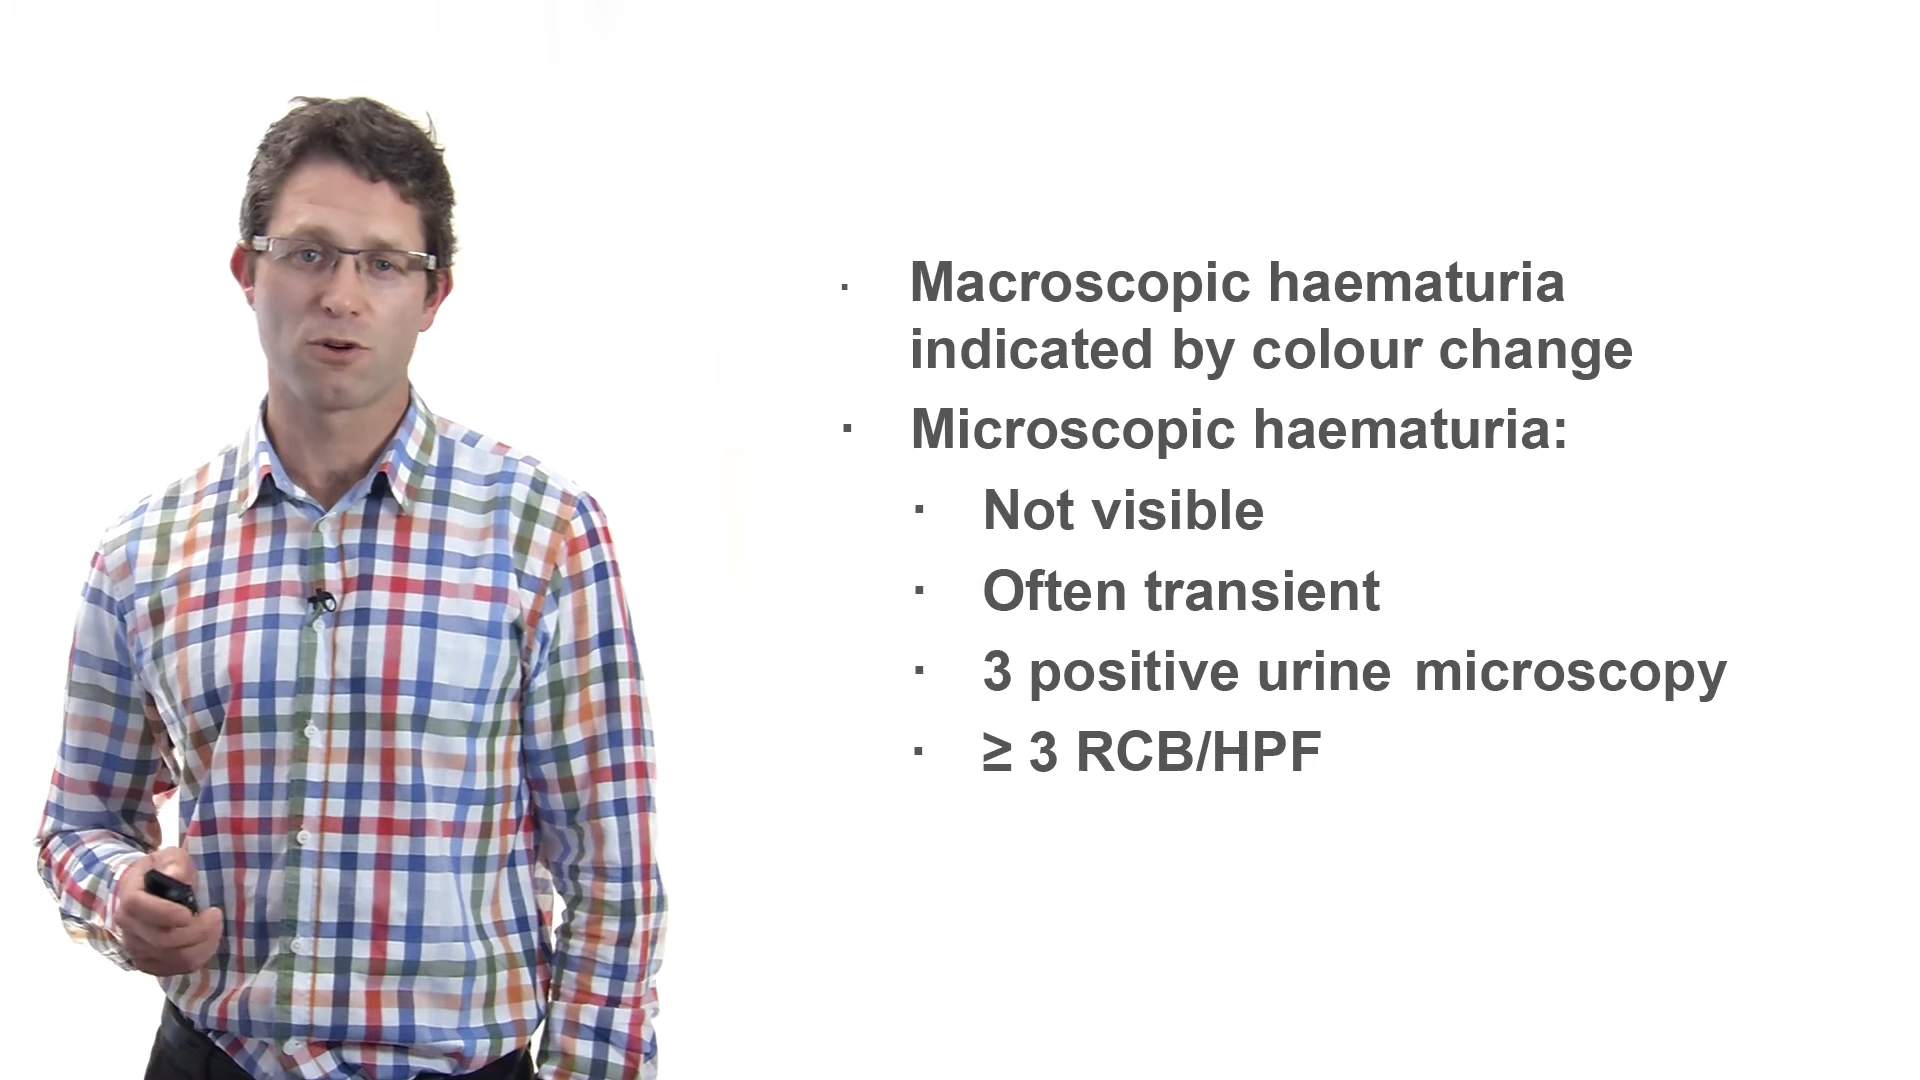 · Macroscopic haematuria
indicated by colour change
· Microscopic haematuria:
· Not visible
· Often transient
· 3 positive urine microscopy
· ≥ 3 RCB/HPF